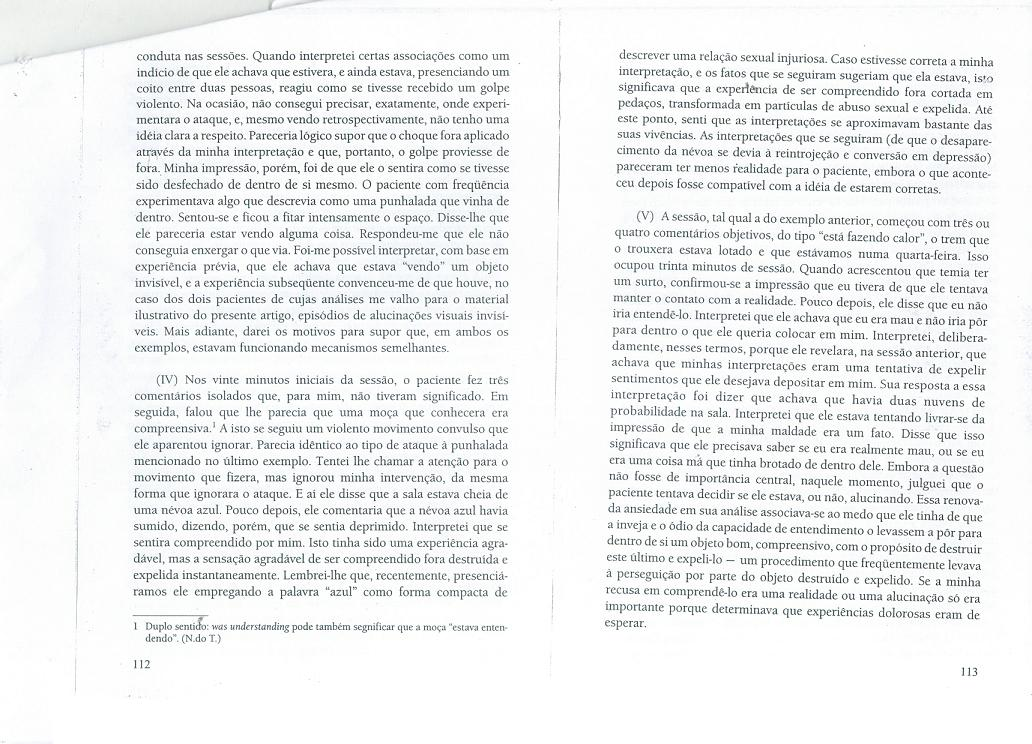 conduta nas sessões. Quando interpretei certas associações como um
indício de que ele achava que estivera, e ainda estava, presenciando um
coito entre duas pessoas, reagiu como se tivesse recebido um golpe
violento. Na ocasião, não consegui precisar, exatamente, onde experi-
mentara o ataque, e, mesmo vendo retrospectivamente, não tenho uma
idéia clara a respeito. Pareceria lógico supor que o choque fora aplicado
através da minha interpretação e que, portanto, o golpe proviesse de
fora. Minha impressão, porém, foi de que ele o sentira como se tivesse
sido desfechado de dentro de si mesmo. O paciente com freqüência
experimentava algo que descrevia como uma punhalada que vinha de
dentro. Sentou-se e ficou a fitar intensamente o espaço. Disse-lhe que
ele pareceria estar vendo alguma coisa. Respondeu-me que ele não
conseguia enxergar o que via. Foi-me possível interpretar, com base em
experiência prévia, que ele achava que estava “vendo” um objeto
invisível, e a experiência subseqüente convenceu-me de que houve, no
caso dos dois pacientes de cujas análises me valho para o material
ilustrativo do presente artigo, episódios de alucinações visuais invisí-
veis. Mais adiante, darei os motivos para supor que, em ambos os
exemplos, estavam funcionando mecanismos semelhantes.
(IV) Nos vinte minutos iniciais da sessão, o paciente fez três
comentários isolados que, para mim, não tiveram significado. Em
seguida, falou que lhe parecia que uma moça que conhecera era
compreensiva.1 A isto se seguiu um violento movimento convulso que
ele aparentou ignorar. Parecia idêntico ao tipo de ataque à punhalada
mencionado no último exemplo. Tentei lhe chamar a atenção para o
movimento que fizera, mas ignorou minha intervenção, da mesma
forma que ignorara o ataque. E aí ele disse que a sala estava cheia de
uma névoa azul. Pouco depois, ele comentaria que a névoa azul havia
sumido, dizendo, porém, que se sentia deprimido. Interpretei que se
sentira compreendido por mim. Isto tinha sido uma experiência agra-
dável, mas a sensação agradável de ser compreendido fora destruída e
expelida instantaneamente. Lembrei-lhe que, recentemente, presenciá-
ramos ele empregando a palavra “azul” como forma compacta de
1 Duplo sentido: was understanding pode também segnificar que a moça “estava enten-
dendo”. (N.do T.)
112
descrever uma relação sexual injuriosa. Caso estivesse correta a minha
interpretação, e os fatos que se seguiram sugeriam que ela estava, isto
significava que a experiência de ser compreendido fora cortada em
pedaços, transformada em partículas de abuso sexual e expelida. Até
este ponto, senti que as interpretações se aproximavam bastante das
suas vivências. As interpretações que se seguiram (de que o desapare-
cimento da névoa se devia à reintrojeção e conversão em depressão)
pareceram ter menos realidade para o paciente, embora o que aconte-
ceu depois fosse compatível com a idéia de estarem corretas.
(V) A sessão, tal qual a do exemplo anterior, começou com três ou
quatro comentários objetivos, do tipo “está fazendo calor”, o trem que
o trouxera estava lotado e que estávamos numa quarta-feira. Isso
ocupou trinta minutos de sessão. Quando acrescentou que temia ter
um surto, confirmou-se a impressão que eu tivera de que ele tentava
manter o contato com a realidade. Pouco depois, ele disse que eu não
iria entendê-lo. Interpretei que ele achava que eu era mau e não iria pôr
para dentro o que ele queria colocar em mim. Interpretei, delibera-
damente, nesses termos, porque ele revelara, na sessão anterior, que
achava que minhas interpretações eram uma tentativa de expelir
sentimentos que ele desejava depositar em mim. Sua resposta a essa
interpretação foi dizer que achava que havia duas nuvens de
probabilidade na sala. Interpretei que ele estava tentando livrar-se da
impressão de que a minha maldade era um fato. Disse que isso
significava que ele precisava saber se eu era realmente mau, ou se eu
era uma coisa má que tinha brotado de dentro dele. Embora a questão
não fosse de importância central, naquele momento, julguei que o
paciente tentava decidir se ele estava, ou não, alucinando. Essa renova-
da ansiedade em sua análise associava-se ao medo que ele tinha de que
a inveja e o ódio da capacidade de entendimento o levassem a pôr para
dentro de si um objeto bom, compreensivo, com o propósito de destruir
este último e expeli-lo — um procedimento que freqüentemente levava
à perseguição por parte do objeto destruído e expelido. Se a minha
recusa em compreendê-lo era uma realidade ou uma alucinação só era
importante porque determinava que experiências dolorosas eram de
esperar.
113